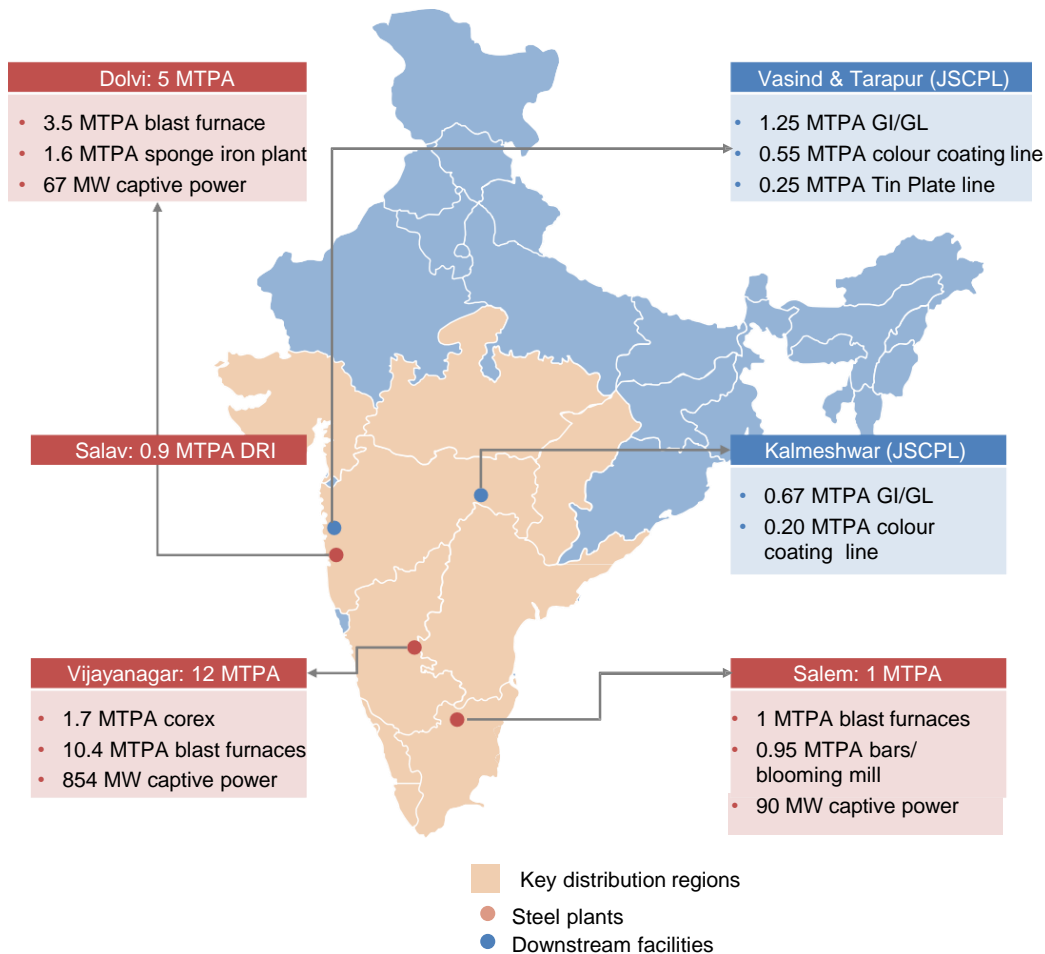 Dolvi: 5 MTPA
• 3.5 MTPA blast furnace
• 1.6 MTPA sponge iron plant
• 67 MW captive power
Vasind & Tarapur (JSCPL)
• 1.25 MTPA GI/GL
• 0.55 MTPA colour coating line
• 0.25 MTPA Tin Plate line
Salav: 0.9 MTPA DRI
Kalmeshwar (JSCPL)
• 0.67 MTPA GI/GL
• 0.20 MTPA colour
coating line
Vijayanagar: 12 MTPA
• 1.7 MTPA corex
• 10.4 MTPA blast furnaces
• 854 MW captive power
Salem: 1 MTPA
• 1 MTPA blast furnaces
• 0.95 MTPA bars/
blooming mill
• 90 MW captive power
Key distribution regions
Steel plants
Downstream facilities